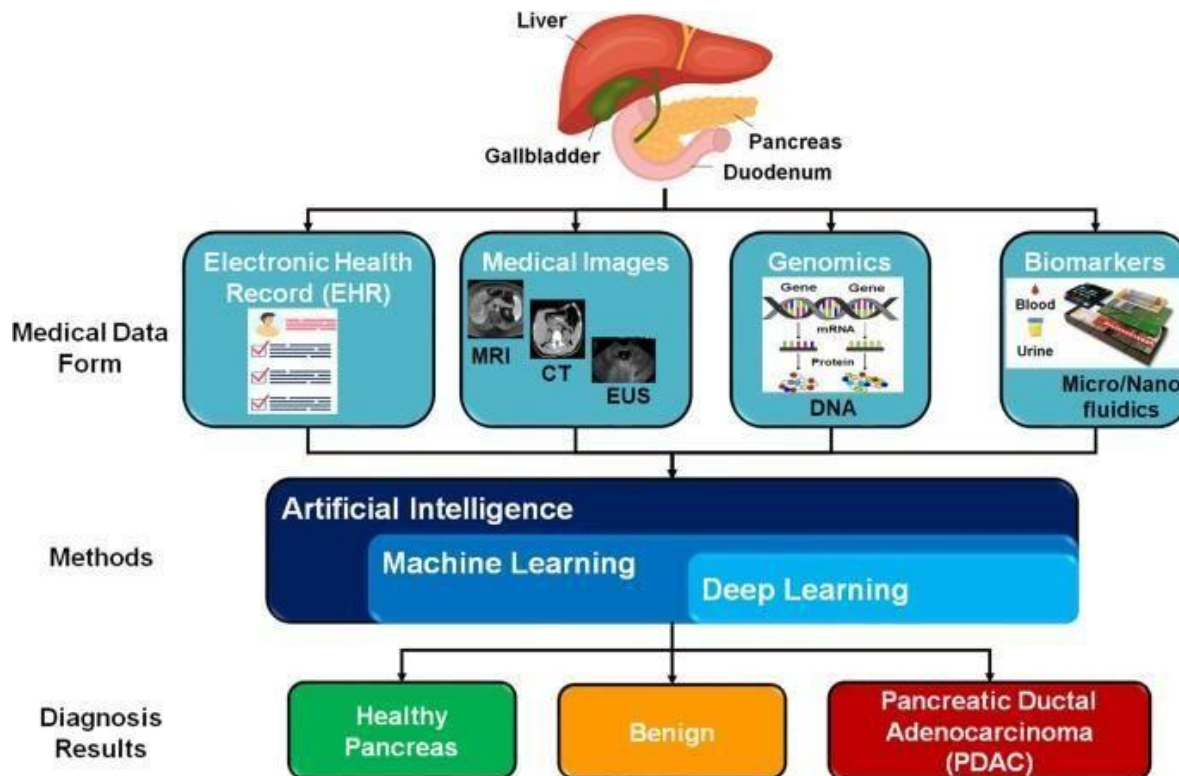 Liver
Gallbladder
Pancreas
Duodenum
Medical Data
Form
Electronic Health
Record (EHR)
Medical Images
MRI
CT
EUS
Genomics
Gene Gene
mRNA
Protein
DNA
Biomarkers
Blood
Urine
Micro/Nano
fluidics
Methods
Artificial Intelligence
Machine Learning
Deep Learning
Diagnosis
Results
Healthy
Pancreas
Benign
Pancreatic Ductal
Adenocarcinoma
(PDAC)